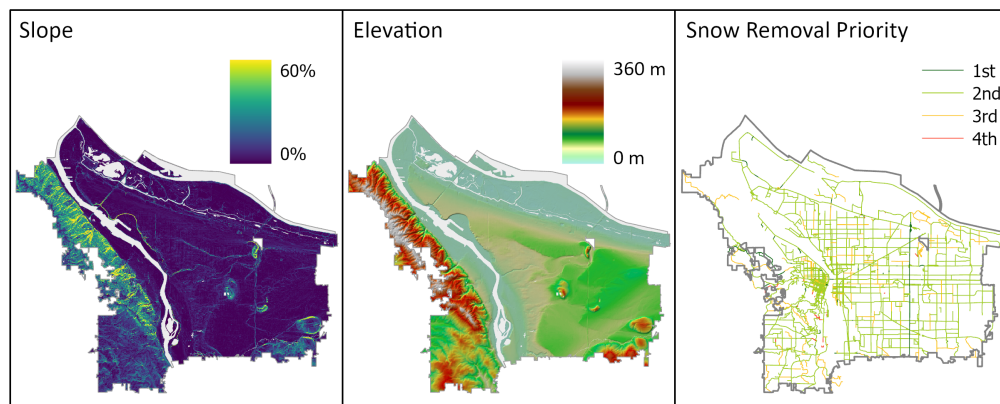 Slope
60%
0%
Elevation
360 m
0 m
Snow Removal Priority
1st
2nd
3rd
4th